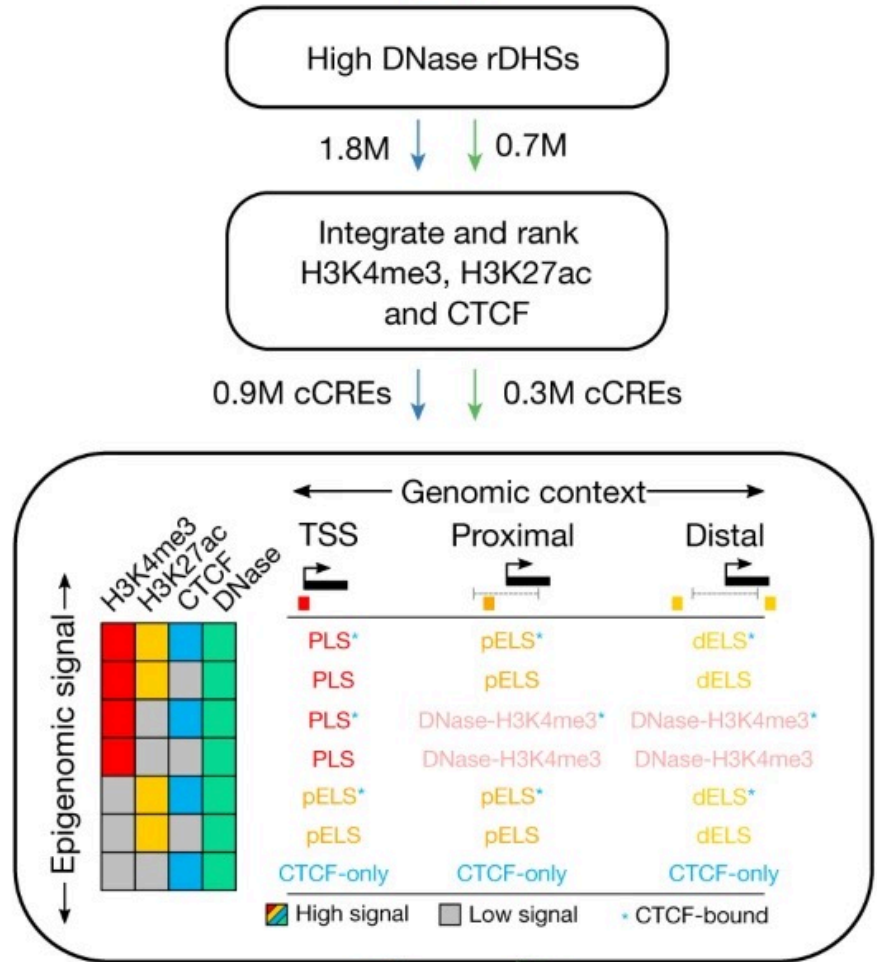 High DNase rDHSs
1.8M 0.7M
Integrate and rank
H3K4me3, H3K27ac
and CTCF
0.9M cCREs 0.3M cCREs
Genomic context
TSS Proximal Distal
Epigenomic signal
H3K4me3
H3K27ac
CTCF
DNase
PLS* pELS* dELS*
PLS pELS dELS
PLS* DNase-H3K4me3* DNase-H3K4me3*
PLS DNase-H3K4me3 DNase-H3K4me3
pELS* pELS* dELS*
pELS pELS dELS
CTCF-only CTCF-only CTCF-only
High signal Low signal * CTCF-bound